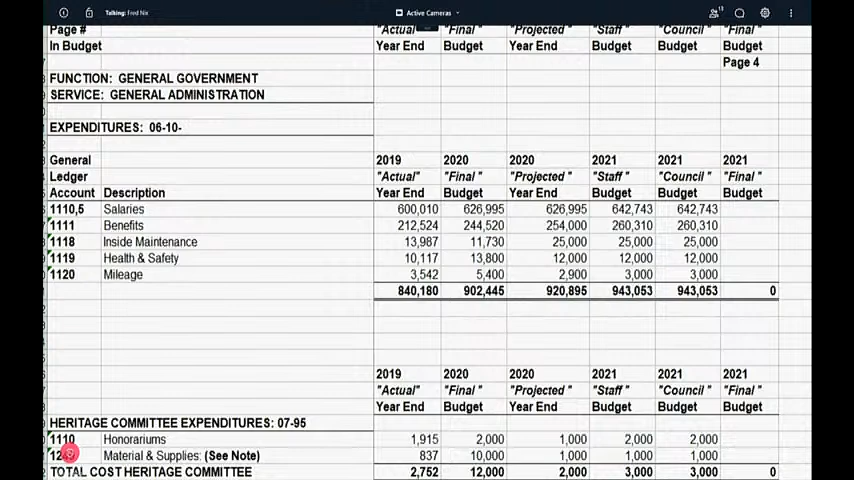 Talking: Fred Nix
Active Cameras
13
Page # "Actual "Final " "Projected "Staff " "Council " "Final "
In Budget Year End Budget Year End Budget Budget Budget
Page 4
FUNCTION: GENERAL GOVERNMENT
SERVICE: GENERAL ADMINISTRATION
EXPENDITURES: 06-10-
General 2019 2020 2020 2021 2021 2021
Ledger "Actual" "Final " "Projected " "Staff " "Council " "Final "
Account Description Year End Budget Year End Budget Budget Budget
1110,5 Salaries 600,010 626,995 626,995 642,743 642,743
1111 Benefits 212,524 244,520 254,000 260,310 260,310
1118 Inside Maintenance 13,987 11,730 25,000 25,000 25,000
1119 Health & Safety 10,117 13,800 12,000 12,000 12,000
1120 Mileage 3,542 5,400 2,900 3,000 3,000
840,180 902,445 920,895 943,053 943,053 0
2019 2020 2020 2021 2021 2021
"Actual" "Final " "Projected " "Staff " "Council " "Final "
Year End Budget Year End Budget Budget Budget
HERITAGE COMMITTEE EXPENDITURES: 07-95
1110 Honorariums 1,915 2,000 1,000 2,000 2,000
Material & Supplies: (See Note) 837 10,000 1,000 1,000 1,000
TOTAL COST HERITAGE COMMITTEE 2,752 12,000 2,000 3,000 3,000 0